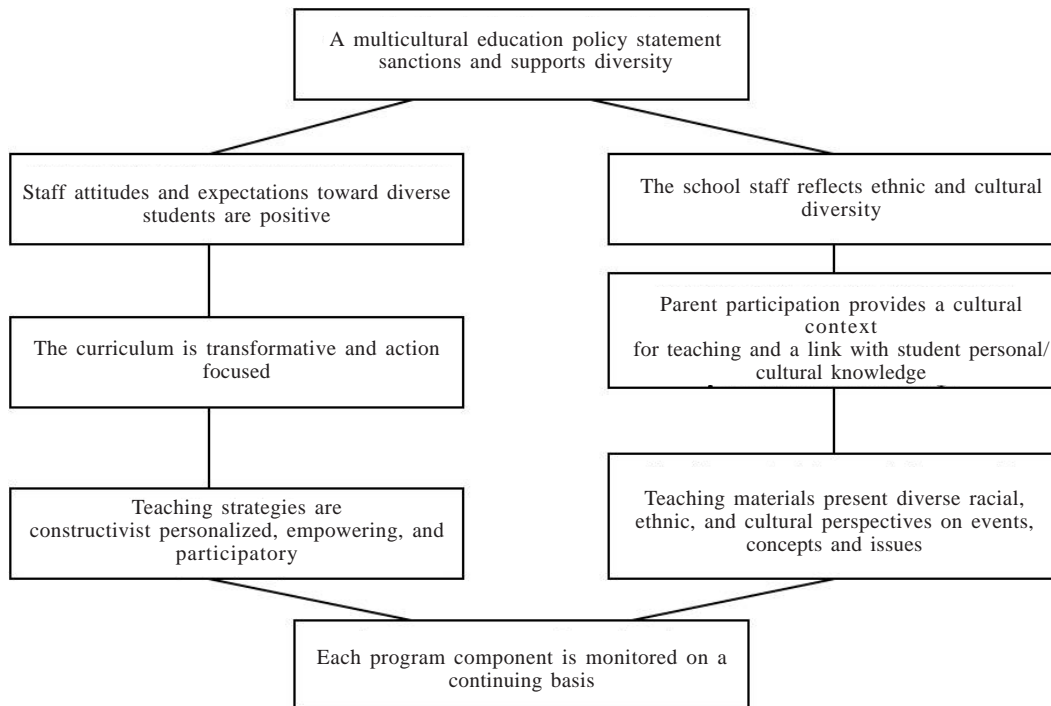 A multicultural education policy statement
sanctions and supports diversity
Staff attitudes and expectations toward diverse
students are positive
The school staff reflects ethnic and cultural
diversity
The curriculum is transformative and action
focused
Parent participation provides a cultural
context
for teaching and a link with student personal/
cultural knowledge
Teaching strategies are
constructivist personalized, empowering, and
participatory
Teaching materials present diverse racial,
ethnic, and cultural perspectives on events,
concepts and issues
Each program component is monitored on a
continuing basis